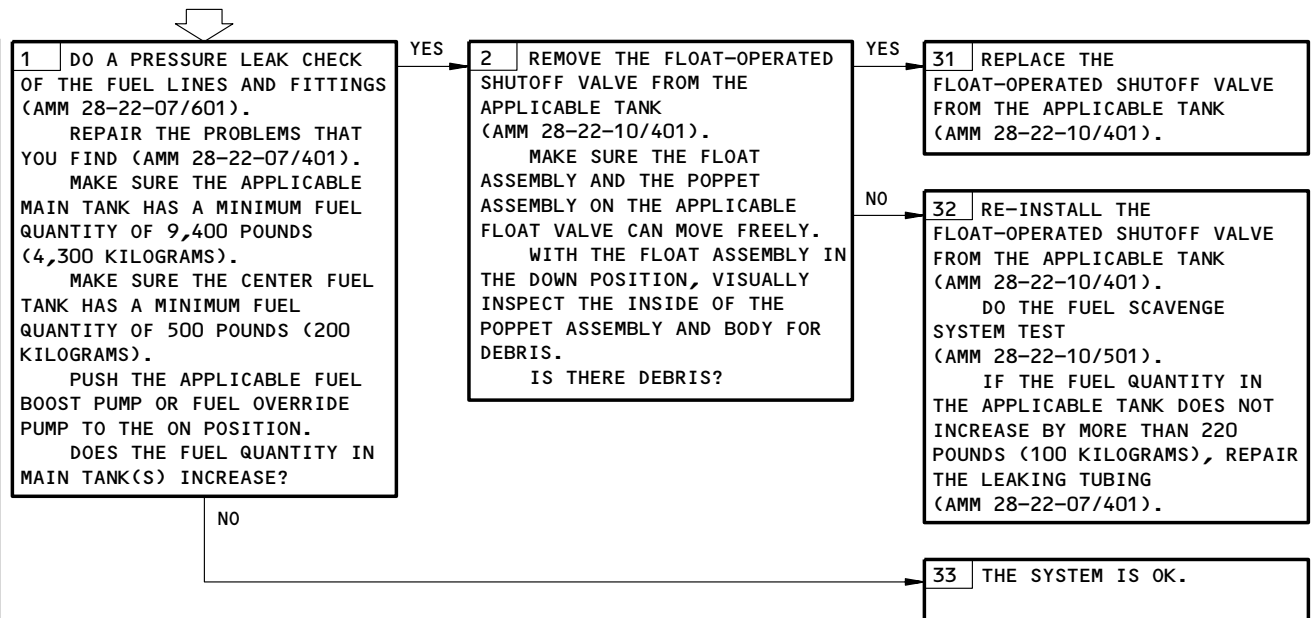 1 DO A PRESSURE LEAK CHECK
OF THE FUEL LINES AND FITTINGS
(AMM 28-22-07/601).
REPAIR THE PROBLEMS THAT
YOU FIND (AMM 28-22-07/401).
MAKE SURE THE APPLICABLE
MAIN TANK HAS A MINIMUM FUEL
QUANTITY OF 9,400 POUNDS
(4,300 KILOGRAMS).
MAKE SURE THE CENTER FUEL
TANK HAS A MINIMUM FUEL
QUANTITY OF 500 POUNDS (200
KILOGRAMS).
PUSH THE APPLICABLE FUEL
BOOST PUMP OR FUEL OVERRIDE
PUMP TO THE ON POSITION.
DOES THE FUEL QUANTITY IN
MAIN TANK(S) INCREASE?
YES
NO
2 REMOVE THE FLOAT-OPERATED
SHUTOFF VALVE FROM THE
APPLICABLE TANK
(AMM 28-22-10/401).
MAKE SURE THE FLOAT
ASSEMBLY AND THE POPPET
ASSEMBLY ON THE APPLICABLE
FLOAT VALVE CAN MOVE FREELY.
WITH THE FLOAT ASSEMBLY IN
THE DOWN POSITION, VISUALLY
INSPECT THE INSIDE OF THE
POPPET ASSEMBLY AND BODY FOR
DEBRIS.
IS THERE DEBRIS?
YES
NO
31 REPLACE THE
FLOAT-OPERATED SHUTOFF VALVE
FROM THE APPLICABLE TANK
(AMM 28-22-10/401).
32 RE-INSTALL THE
FLOAT-OPERATED SHUTOFF VALVE
FROM THE APPLICABLE TANK
(AMM 28-22-10/401).
DO THE FUEL SCAVENGE
SYSTEM TEST
(AMM 28-22-10/501).
IF THE FUEL QUANTITY IN
THE APPLICABLE TANK DOES NOT
INCREASE BY MORE THAN 220
POUNDS (100 KILOGRAMS), REPAIR
THE LEAKING TUBING
(AMM 28-22-07/401).
33 THE SYSTEM IS OK.